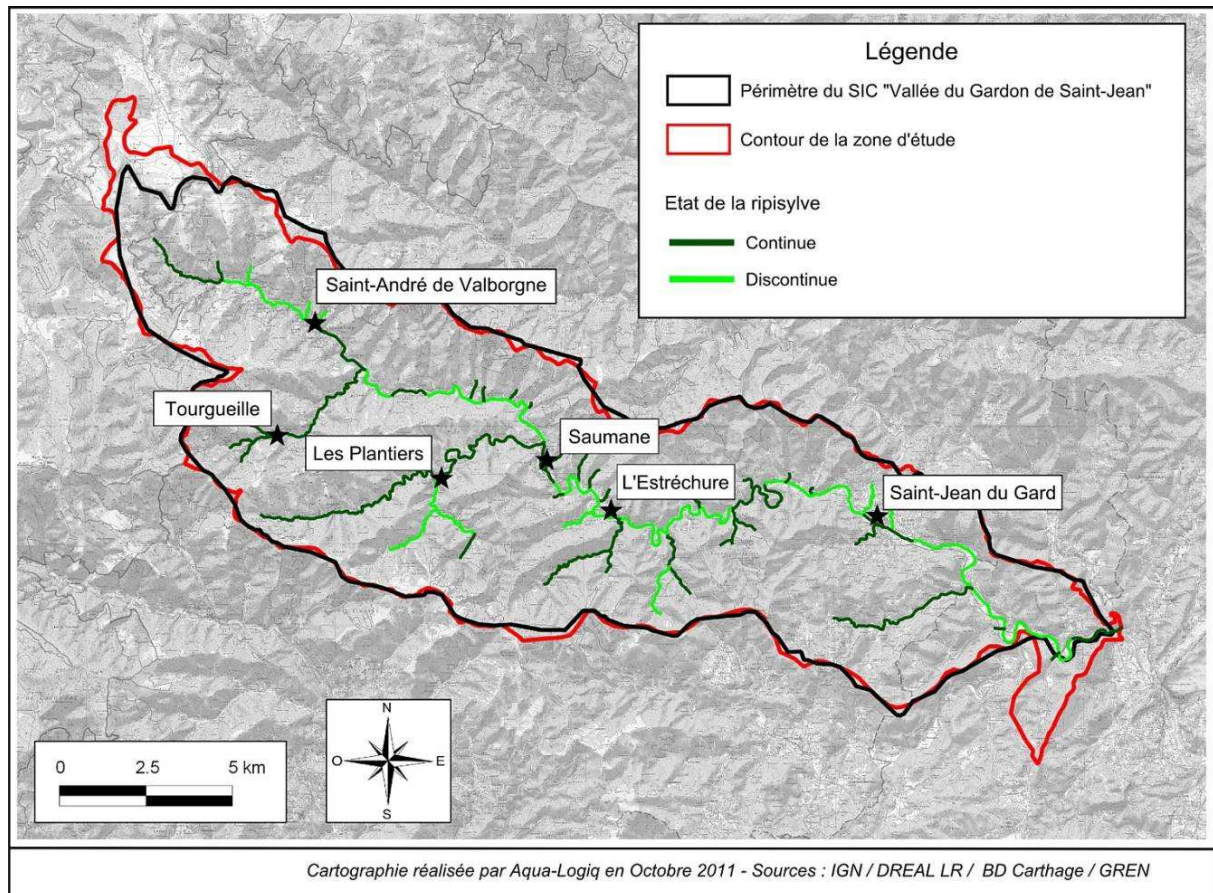 Légende
Périmètre du SIC "Vallée du Gardon de Saint-Jean"
Contour de la zone d'étude
Etat de la ripisylve
Continue
Discontinue
Saint-André de Valborgne
Tourgueille
Les Plantiers
Saumane
L'Estréchure
Saint-Jean du Gard
N
O
E
S
0 2.5 5 km
Cartographie réalisée par Aqua-Logiq en Octobre 2011 - Sources : IGN / DREAL LR / BD Carthage / GREN